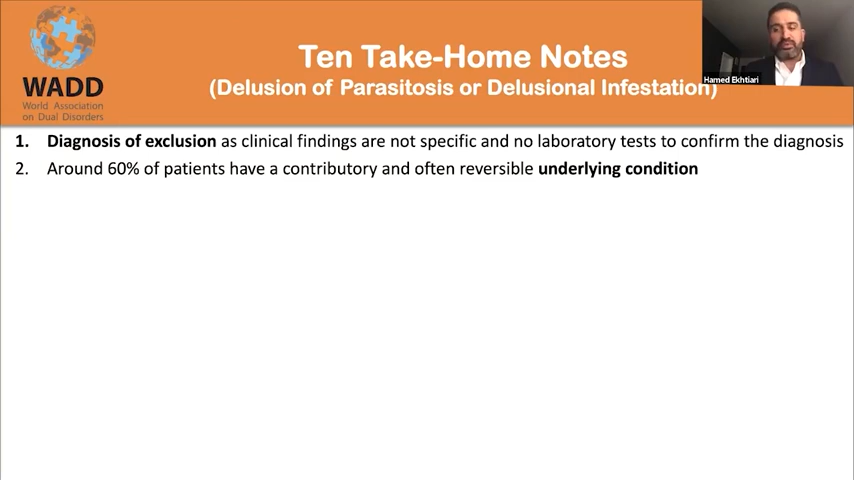 WADD
World Association
on Dual Disorders
Ten Take-Home Notes
(Delusion of Parasitosis or Delusional Infestation)
Hamed Ekhtiari
1. Diagnosis of exclusion as clinical findings are not specific and no laboratory tests to confirm the diagnosis
2. Around 60% of patients have a contributory and often reversible underlying condition